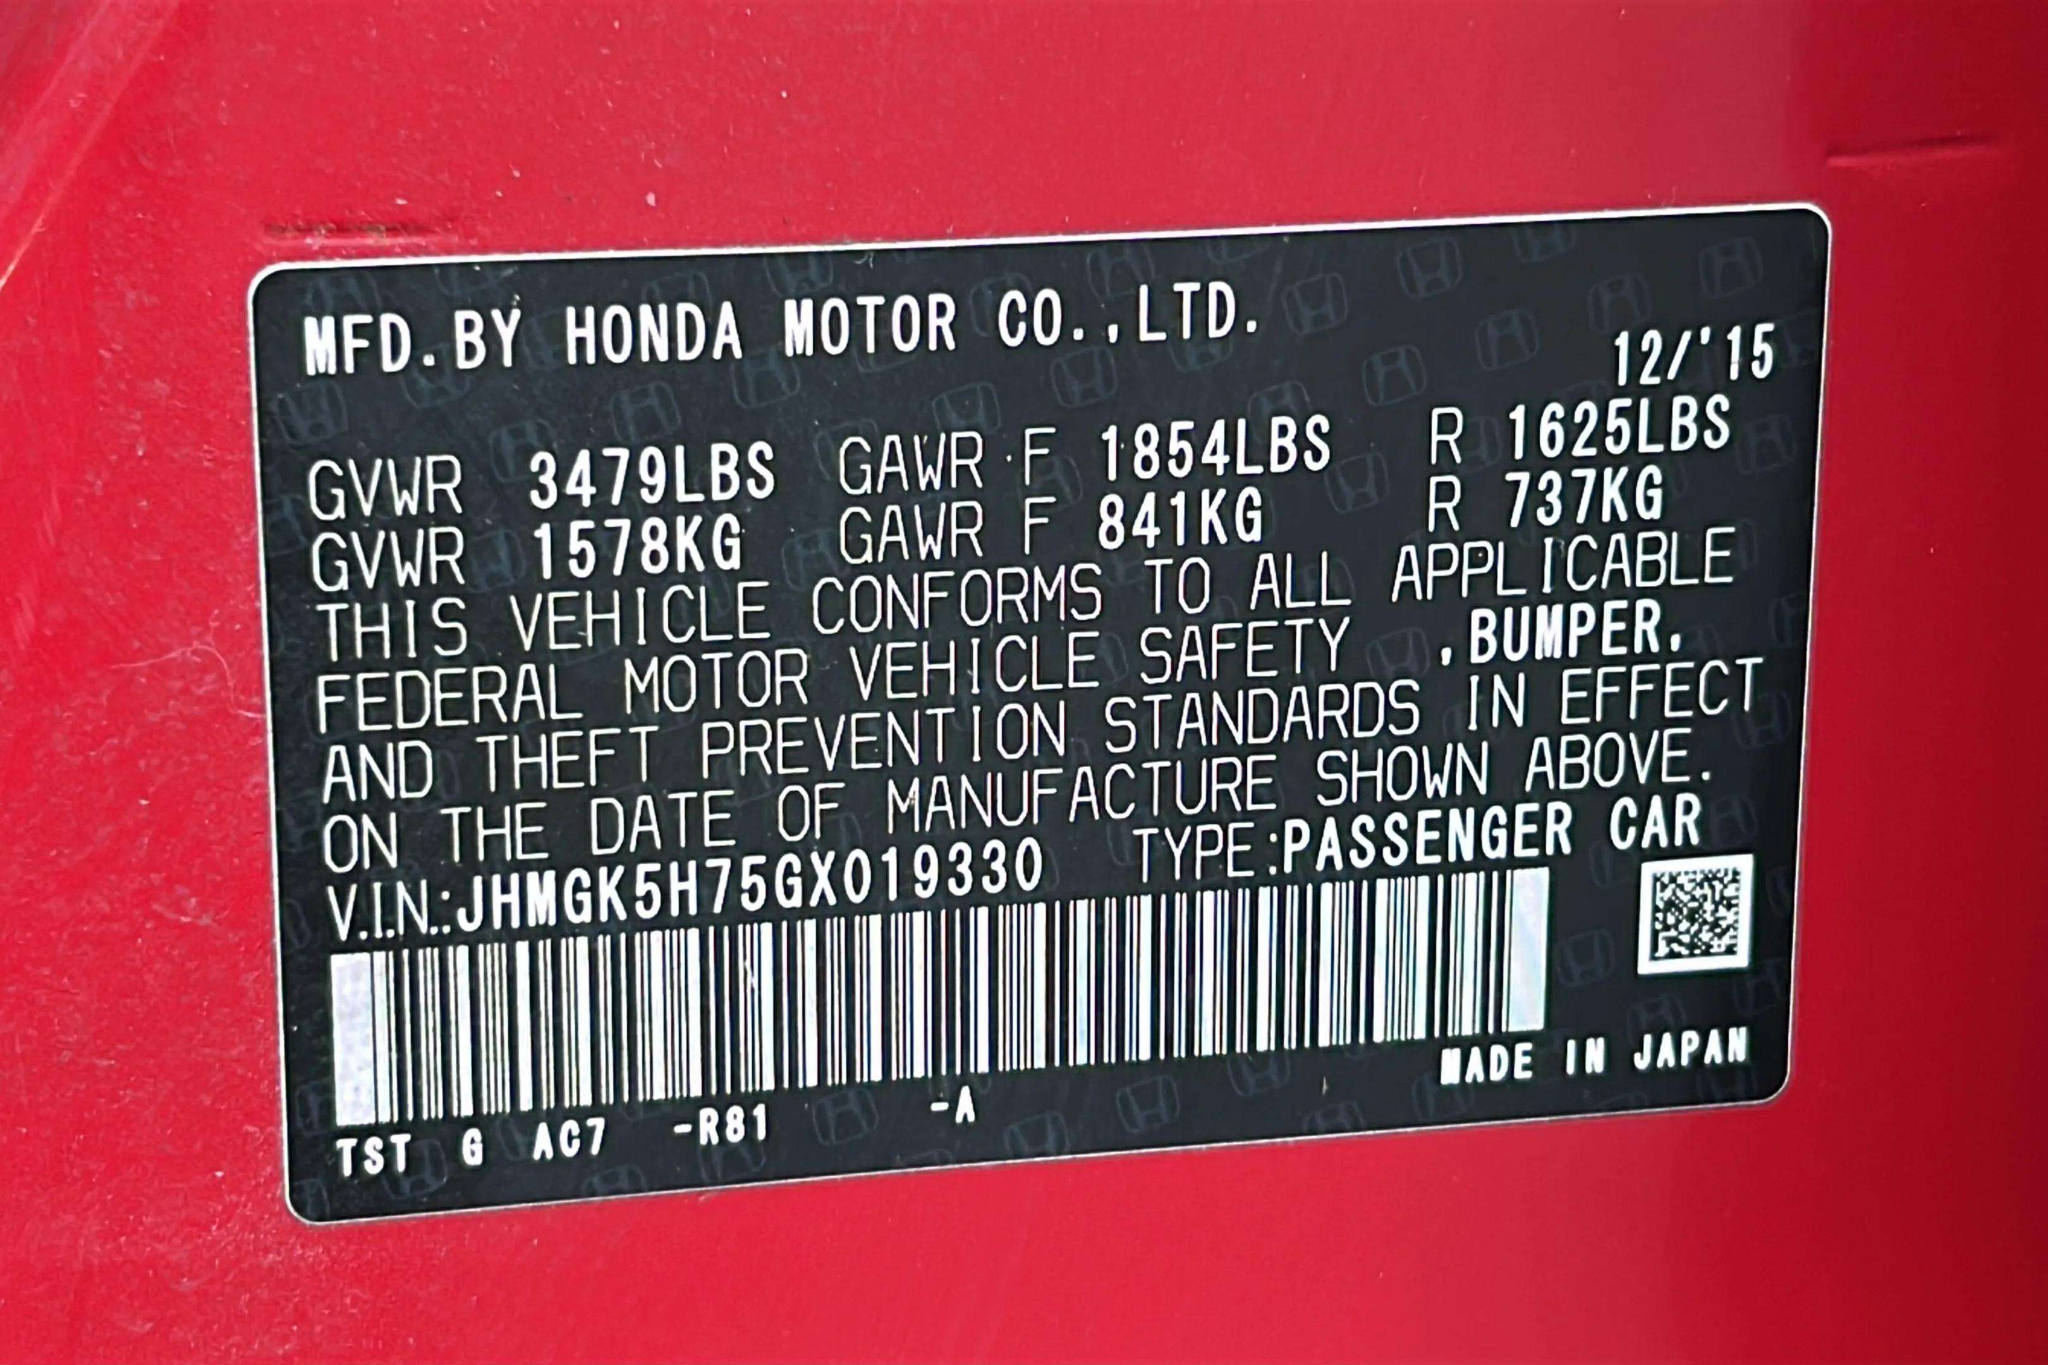 MFD.BY HONDA MOTOR CO.,LTD.
12/'15
GVWR 3479LBS GAWR F 1854LBS R 1625LBS
GVWR 1578KG GAWR F 841KG R 737KG
THIS VEHICLE CONFORMS TO ALL APPLICABLE
FEDERAL MOTOR VEHICLE SAFETY ,BUMPER,
AND THEFT PREVENTION STANDARDS IN EFFECT
ON THE DATE OF MANUFACTURE SHOWN ABOVE.
V.I.N.:JHMGK5H75GX019330 TYPE:PASSENGER CAR
MADE IN JAPAN
TST G AC7 -R81 -A